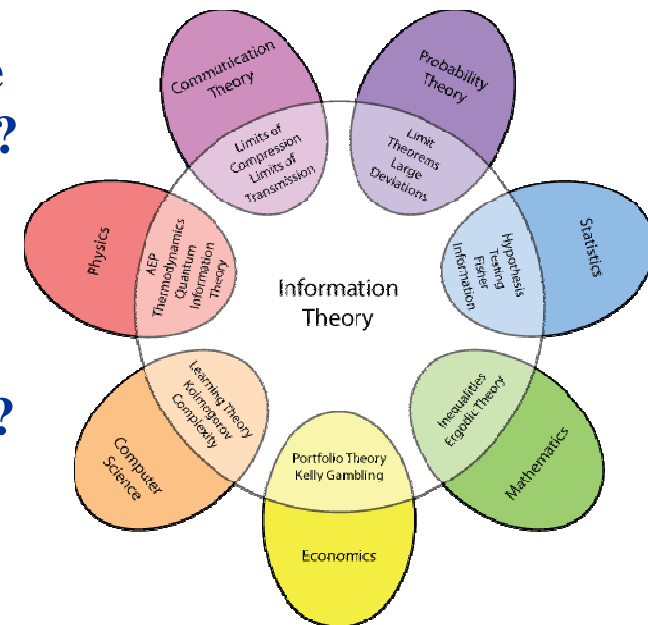 e
?
?
Communication
Theory
Limits of
Compression
Limits of
Transmission
Probability
Theory
Limit
Theorems
Large
Deviations
Physics
AEP
Thermodynamics
Quantum
Information
Theory
Statistics
Hypothesis
Testing
Fisher
Information
Information
Theory
Computer
Science
Learning Theory
Kolmogorov
Complexity
Portfolio Theory
Kelly Gambling
Economics
Inequalities
Ergodic Theory
Mathematics